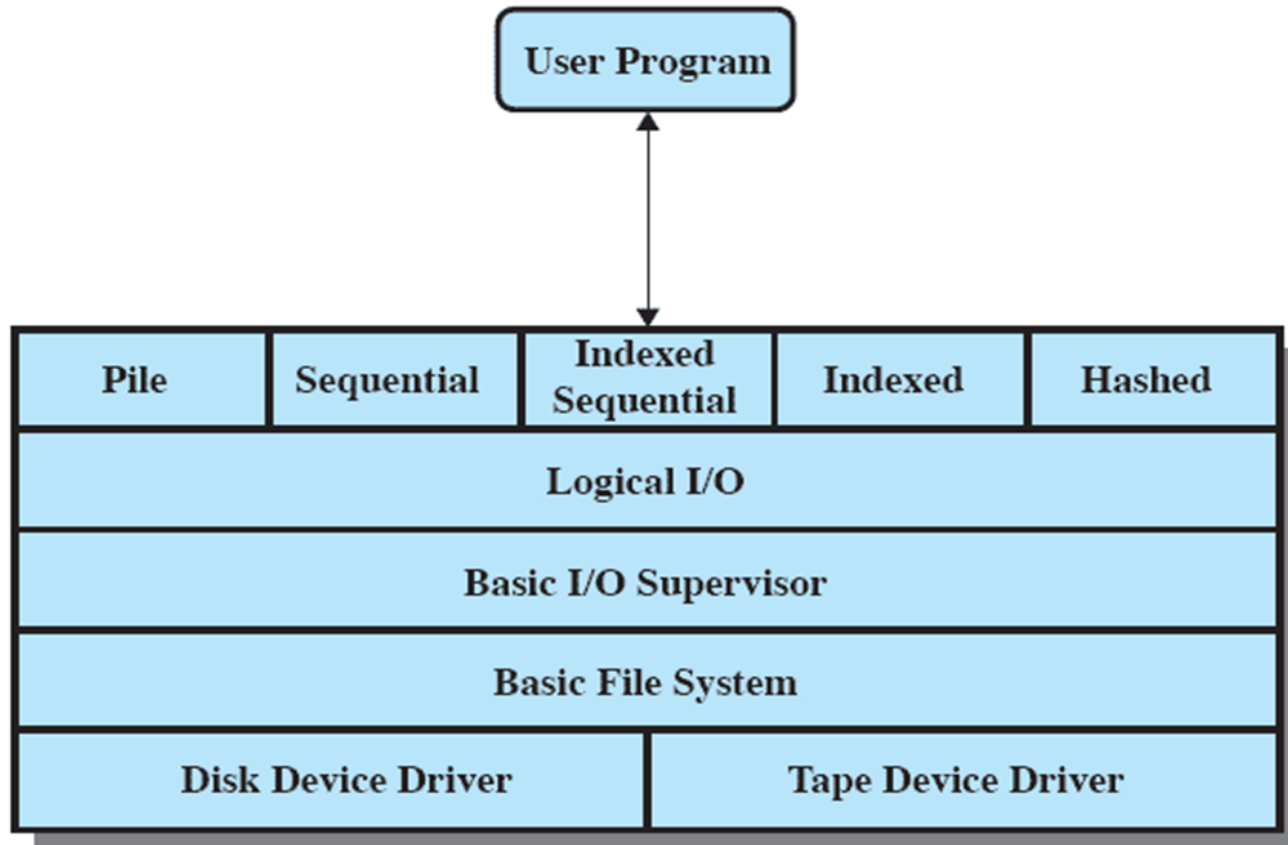 User Program
Pile
Sequential
Indexed
Sequential
Indexed
Hashed
Logical I/O
Basic I/O Supervisor
Basic File System
Disk Device Driver
Tape Device Driver